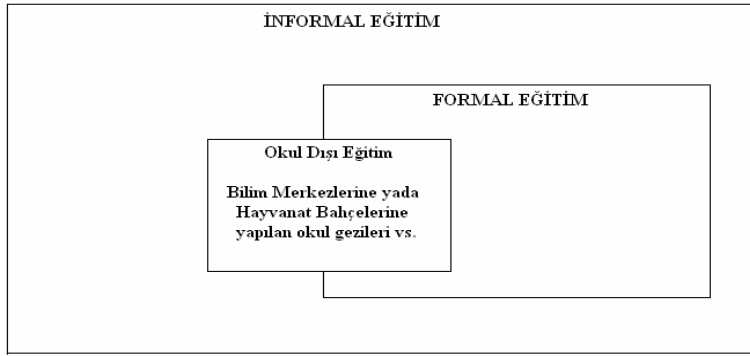 İNFORMAL EĞİTİM
FORMAL EĞİTİM
Okul Dışı Eğitim
Bilim Merkezlerine yada
Hayvanat Bahçelerine
yapılan okul gezileri vs.